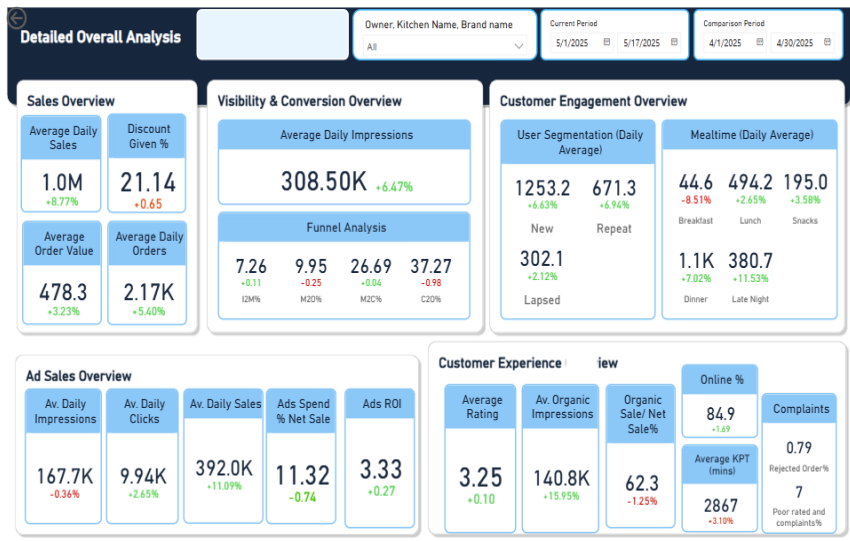 Detailed Overall Analysis
Owner, Kitchen Name, Brand name
All
Current Period
5/1/2025
5/17/2025
Comparison Period
4/1/2025
4/30/2025
Sales Overview
Average Daily
Sales
1.0M
+8.77%
Discount
Given %
21.14
+0.65
Average
Order Value
478.3
+3.23%
Average Daily
Orders
2.17K
+5.40%
Visibility & Conversion Overview
Average Daily Impressions
308.50K +6.47%
Funnel Analysis
7.26 9.95 26.69 37.27
+0.11 -0.25 +0.04 -0.98
I2M% M2O% M2C% C2O%
Customer Engagement Overview
User Segmentation (Daily
Average)
1253.2 671.3
+6.63% +6.94%
New Repeat
302.1
+2.12%
Lapsed
Mealtime (Daily Average)
44.6 494.2 195.0
-8.51% +2.65% +3.58%
Breakfast Lunch Snacks
1.1K 380.7
+7.02% +11.53%
Dinner Late Night
Ad Sales Overview
Av. Daily
Impressions
167.7K
-0.36%
Av. Daily
Clicks
9.94K
+2.65%
Av. Daily Sales
392.0K
+11.09%
Ads Spend
% Net Sale
11.32
-0.74
Ads ROI
3.33
+0.27
Customer Experience iew
Average
Rating
3.25
+0.10
Av. Organic
Impressions
140.8K
+15.95%
Organic
Sale/ Net
Sale%
62.3
-1.25%
Online %
84.9
+1.69
Average KPT
(mins)
2867
+3.10%
Complaints
0.79
Rejected Order%
7
Poor rated and
complaints%